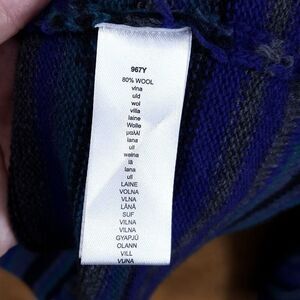 967Y
80% WOOL
vlna
uld
wol
villa
laine
Wolle
μαλλί
lana
ull
wełna
lã
lana
ull
LAINE
VOLNA
VLNA
LÂNĂ
SUF
VILNA
VILNA
GYAPJÚ
OLANN
VILL
VUNA